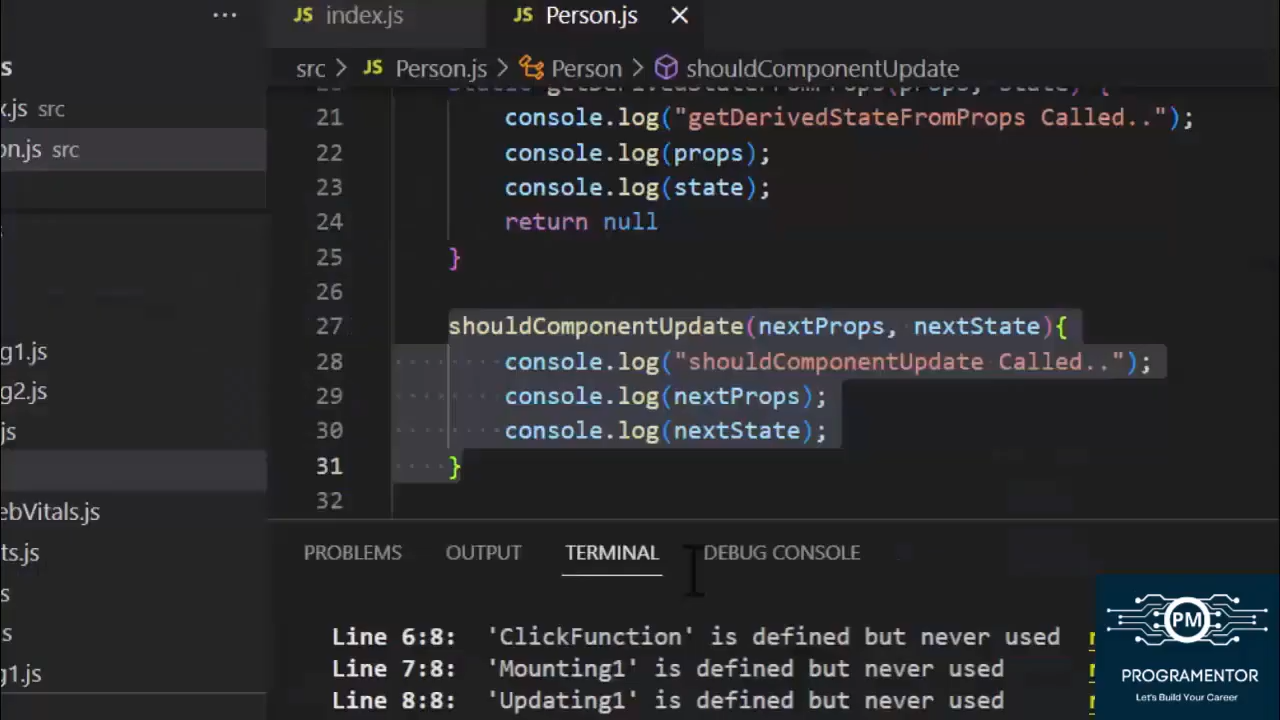 ... JS index.js JS Person.js ×
s src > JS Person.js > Person > shouldComponentUpdate
x.js src
on.js src
20 static getDerivedStateFromProps(props, state) {
21 console.log("getDerivedStateFromProps Called..");
22 console.log(props);
23 console.log(state);
24 return null
25 }
26
27 shouldComponentUpdate(nextProps, nextState){
28 console.log("shouldComponentUpdate Called..");
29 console.log(nextProps);
30 console.log(nextState);
31 }
32
g1.js
g2.js
js
ebVitals.js
ts.js
s
s
g1.js
PROBLEMS OUTPUT TERMINAL DEBUG CONSOLE
Line 6:8: 'ClickFunction' is defined but never used
Line 7:8: 'Mounting1' is defined but never used
Line 8:8: 'Updating1' is defined but never used
PM
PROGRAMENTOR
Let's Build Your Career